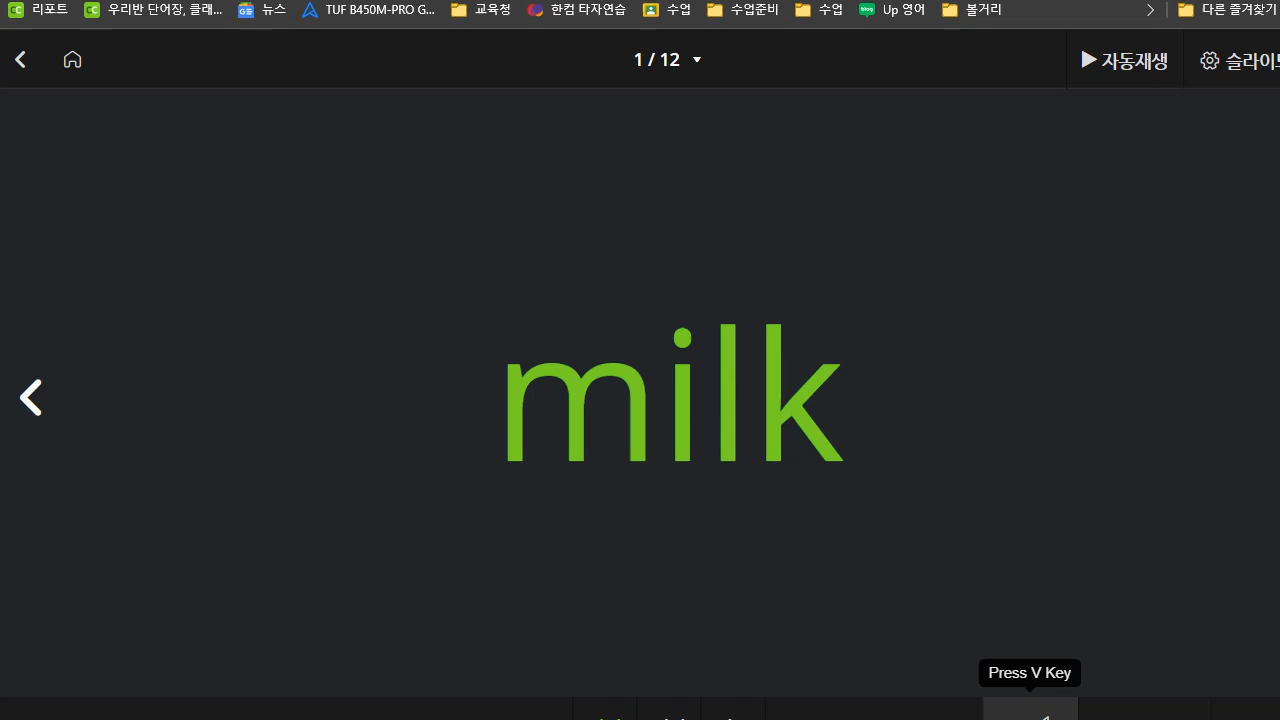 리포트 우리반 단어장, 클래... 뉴스 TUF B450M-PRO G... 교육청 한컴 타자연습 수업 수업준비 수업 Up 영어 볼거리 다른 즐겨찾기
1 / 12 자동재생 슬라이드
milk
Press V Key